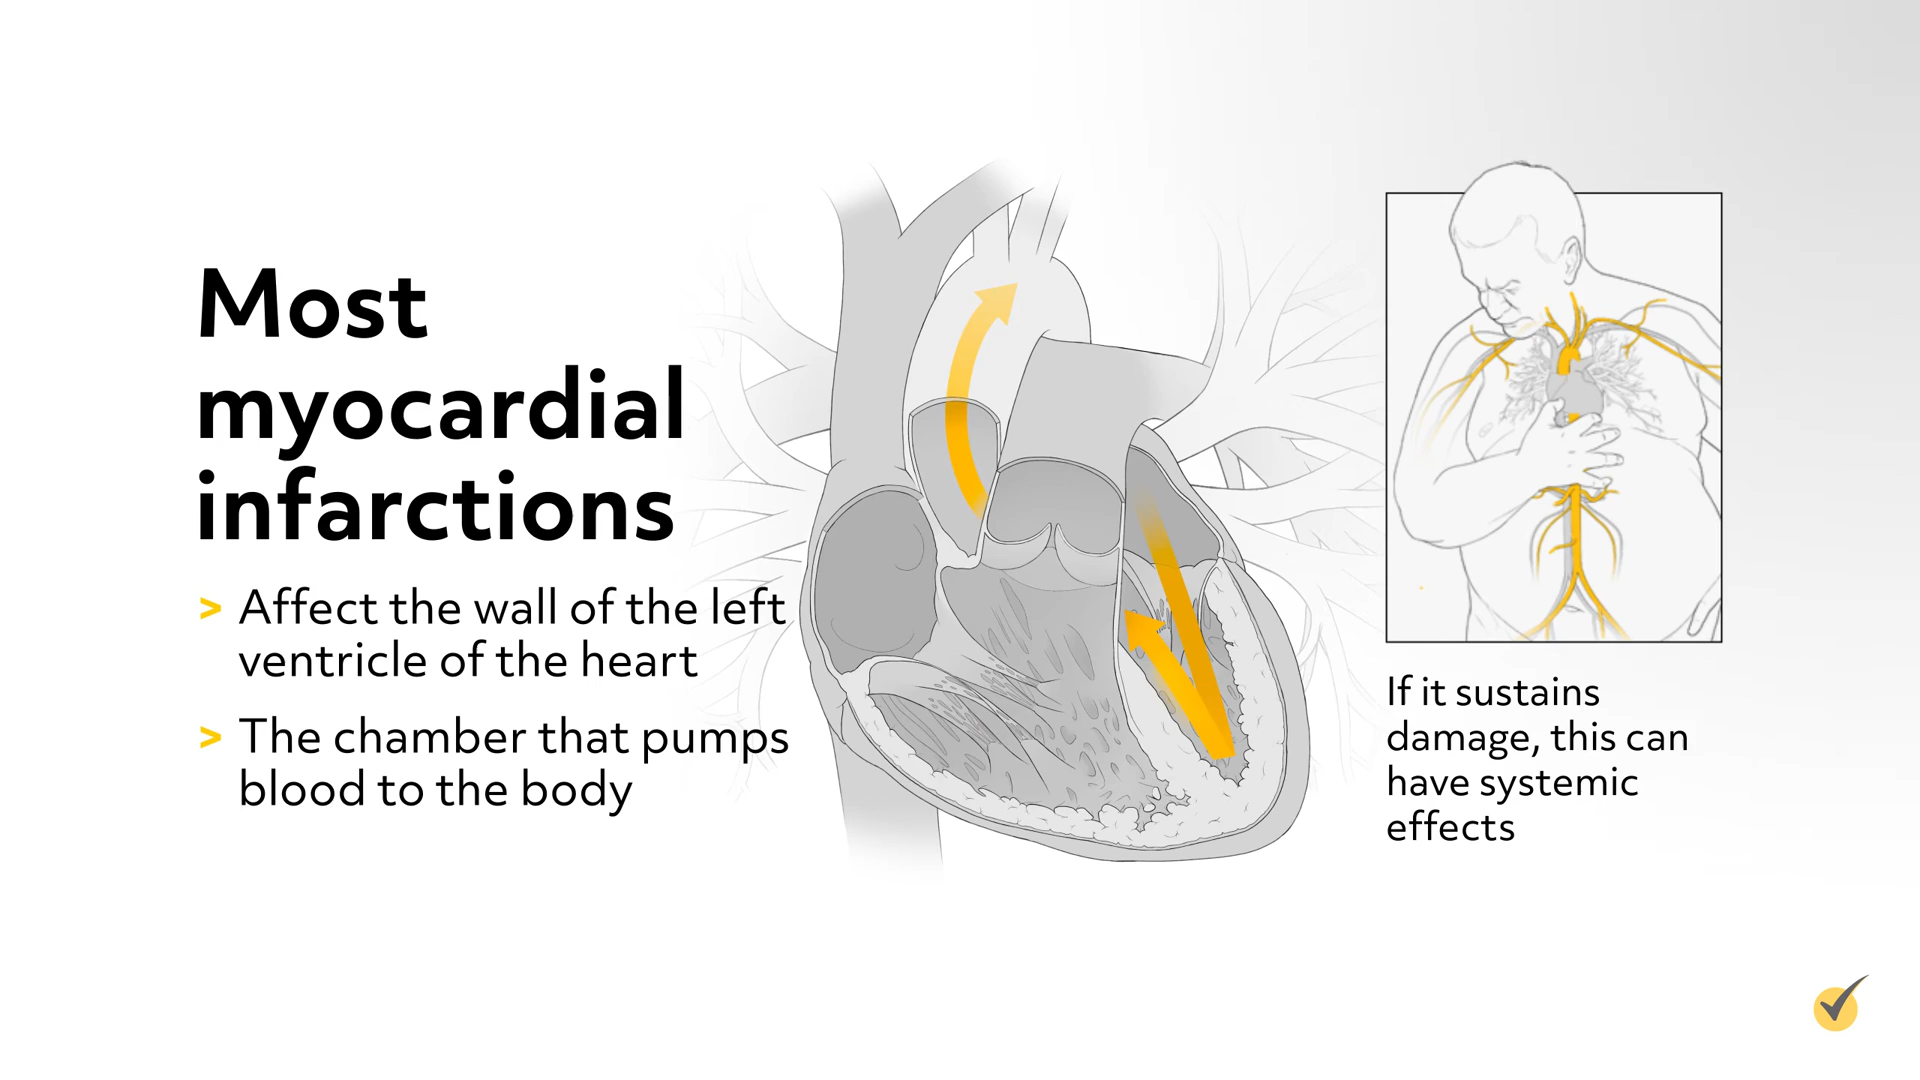 Most
myocardial
infarctions
> Affect the wall of the left
ventricle of the heart
> The chamber that pumps
blood to the body
If it sustains
damage, this can
have systemic
effects